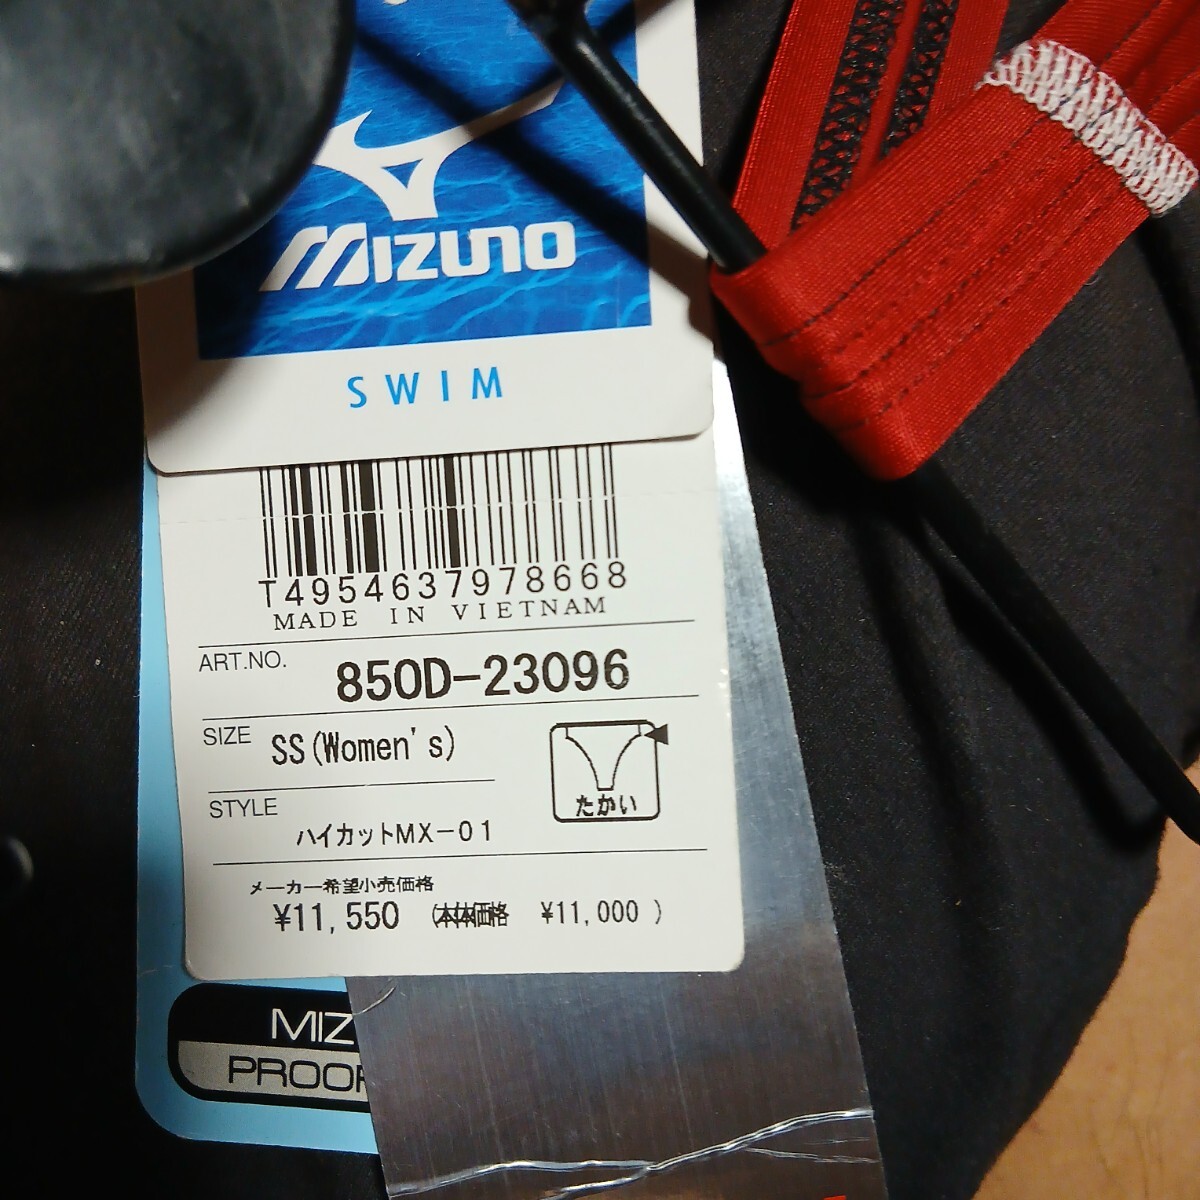 MIZUNO
SWIM
T4954637978668
MADE IN VIETNAM
ART.NO. 850D-23096
SIZE SS(Women's)
たかい
STYLE
ハイカットMX-01
メーカー希望小売価格
¥11,550 (本体価格 ¥11,000 )
MIZ
PROOF